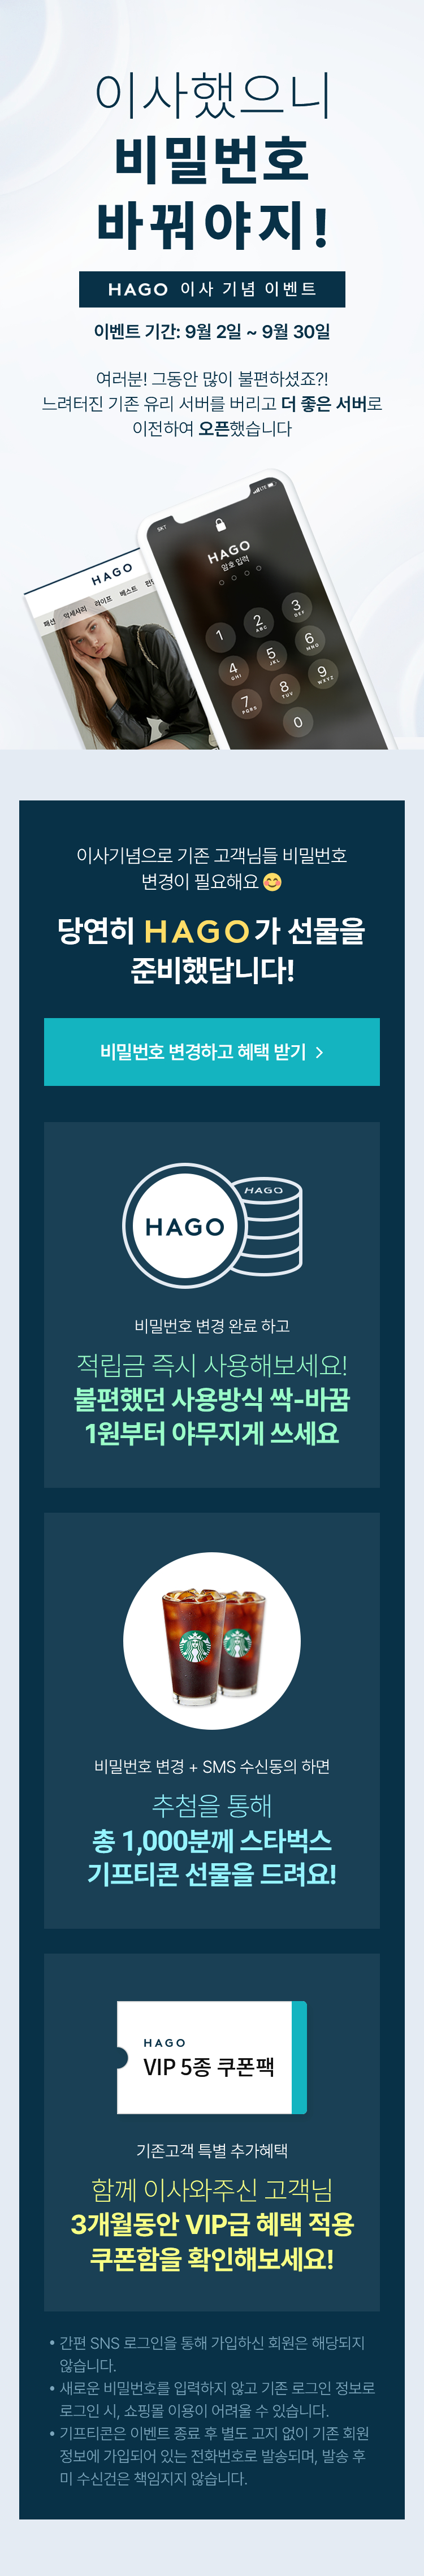 이사했으니
비밀번호
바꿔야지!
HAGO 이사 기념 이벤트
이벤트 기간: 9월 2일 ~ 9월 30일
여러분! 그동안 많이 불편하셨죠?!
느려터진 기존 유리 서버를 버리고 더 좋은 서버로
이전하여 오픈했습니다
SKT
LTE
HAGO
암호 입력
HAGO
패션 악세사리 라이프 베스트
1
2 ABC
3 DEF
4 GHI
5 JKL
6 MNO
7 PQRS
8 TUV
9 WXYZ
0
이사기념으로 기존 고객님들 비밀번호
변경이 필요해요
당연히 HAGO가 선물을
준비했답니다!
비밀번호 변경하고 혜택 받기 >
HAGO
HAGO
비밀번호 변경 완료 하고
적립금 즉시 사용해보세요!
불편했던 사용방식 싹-바꿈
1원부터 야무지게 쓰세요
비밀번호 변경 + SMS 수신동의 하면
추첨을 통해
총 1,000분께 스타벅스
기프티콘 선물을 드려요!
HAGO
VIP 5종 쿠폰팩
기존고객 특별 추가혜택
함께 이사와주신 고객님
3개월동안 VIP급 혜택 적용
쿠폰함을 확인해보세요!
• 간편 SNS 로그인을 통해 가입하신 회원은 해당되지
않습니다.
• 새로운 비밀번호를 입력하지 않고 기존 로그인 정보로
로그인 시, 쇼핑몰 이용이 어려울 수 있습니다.
• 기프티콘은 이벤트 종료 후 별도 고지 없이 기존 회원
정보에 가입되어 있는 전화번호로 발송되며, 발송 후
미 수신건은 책임지지 않습니다.